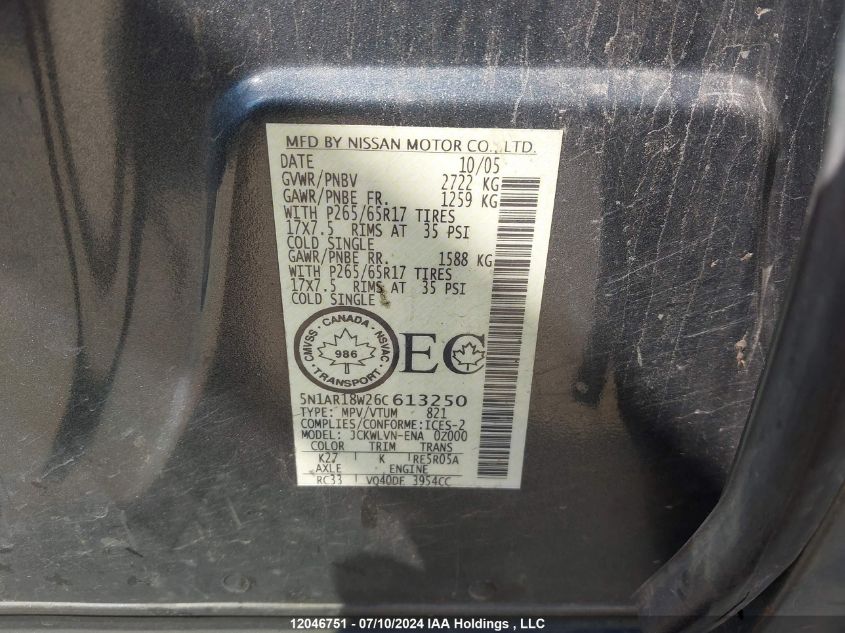 MFD BY NISSAN MOTOR CO., LTD.
DATE 10/05
GVWR/PNBV 2722 KG
GAWR/PNBE FR. 1259 KG
WITH P265/65R17 TIRES
17X7.5 RIMS AT 35 PSI
COLD SINGLE
GAWR/PNBE RR. 1588 KG
WITH P265/65R17 TIRES
17X7.5 RIMS AT 35 PSI
COLD SINGLE
CMVSS · CANADA · NSVAC
986
TRANSPORT
EC
5N1AR18W26C613250
TYPE: MPV/VTUM 821
COMPLIES/CONFORME:ICES-2
MODEL: 3CKWLVN-ENA 0Z000
COLOR TRIM TRANS
K27 K RE5R05A
AXLE ENGINE
RC33 VQ40DE 3954CC
12046751 - 07/10/2024 IAA Holdings , LLC